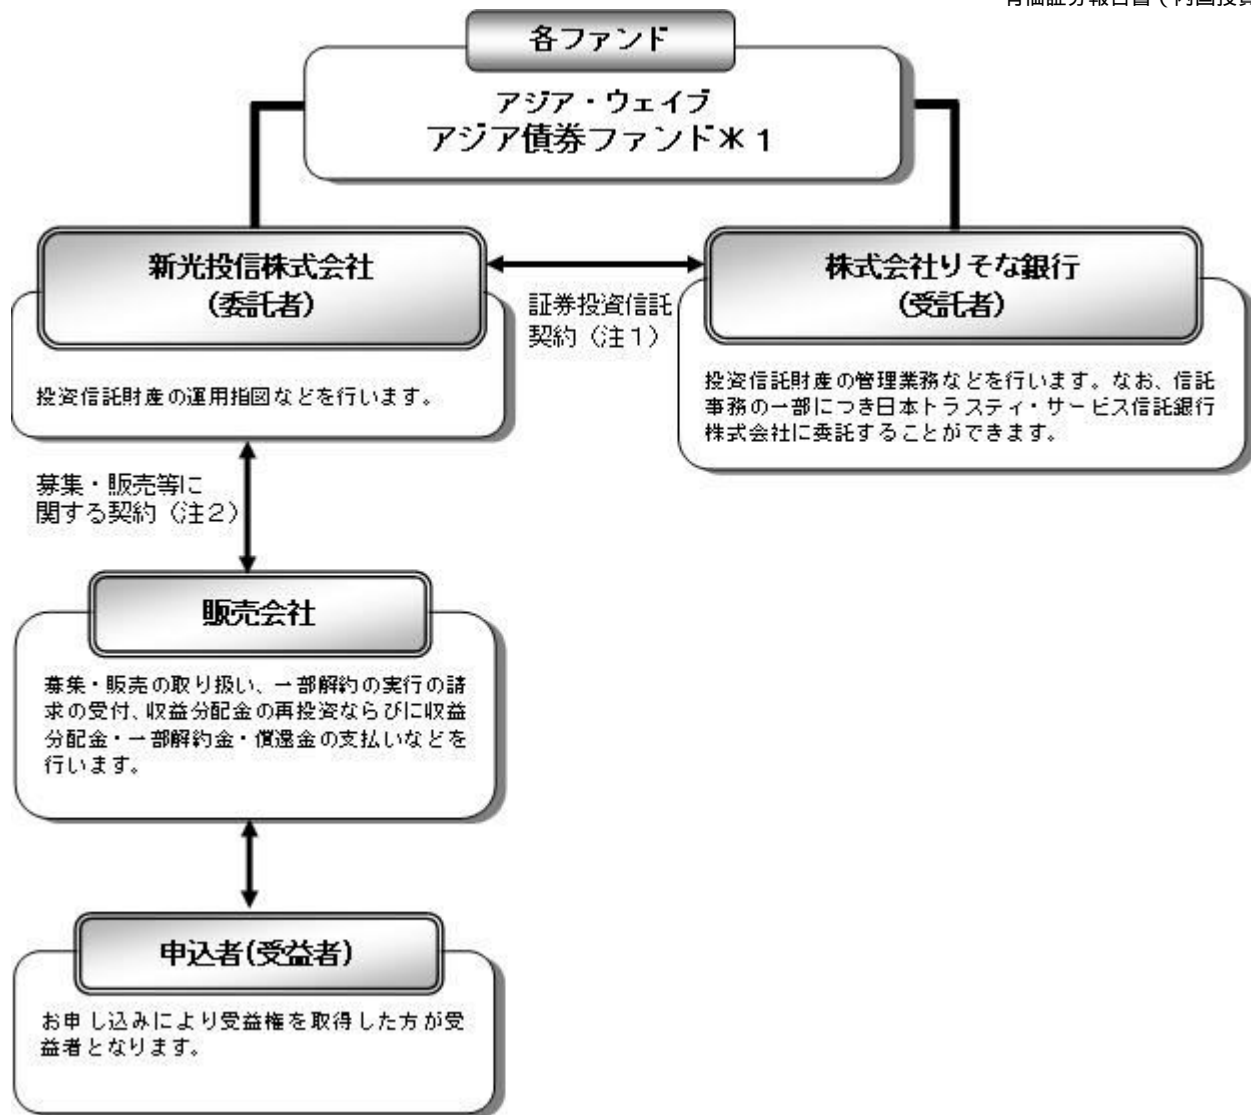 各ファンド
アジア・ウェイブ
アジア債券ファンド＊１
新光投信株式会社
(委託者)
投資信託財産の運用指図などを行います。
証券投資信託
契約（注１）
株式会社りそな銀行
(受託者)
投資信託財産の管理業務などを行います。なお、信託
事務の一部につき日本トラスティ・サービス信託銀行
株式会社に委託することができます。
募集・販売等に
関する契約（注２）
販売会社
募集・販売の取り扱い、一部解約の実行の請
求の受付、収益分配金の再投資ならびに収益
分配金・一部解約金・償還金の支払いなどを
行います。
申込者(受益者)
お申し込みにより受益権を取得した方が受
益者となります。